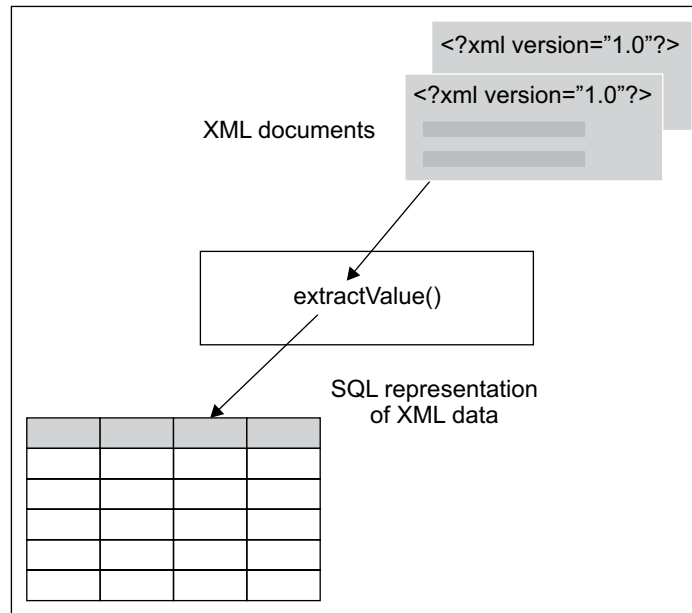 <?xml version=”1.0”?>
<?xml version=”1.0”?>
XML documents
extractValue()
SQL representation
of XML data